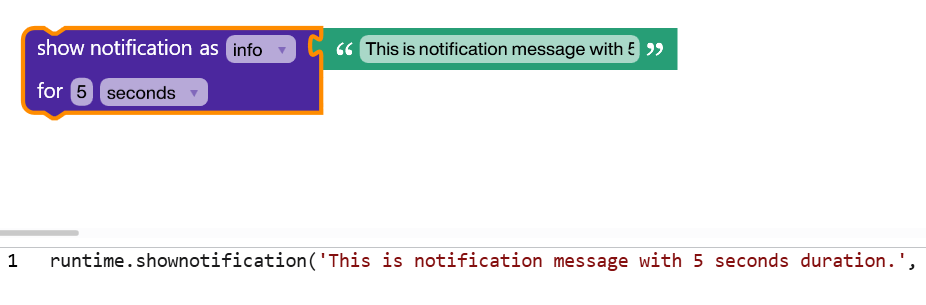 show notification as info “ This is notification message with 5 ”
for 5 seconds
1 runtime.shownotification('This is notification message with 5 seconds duration.',